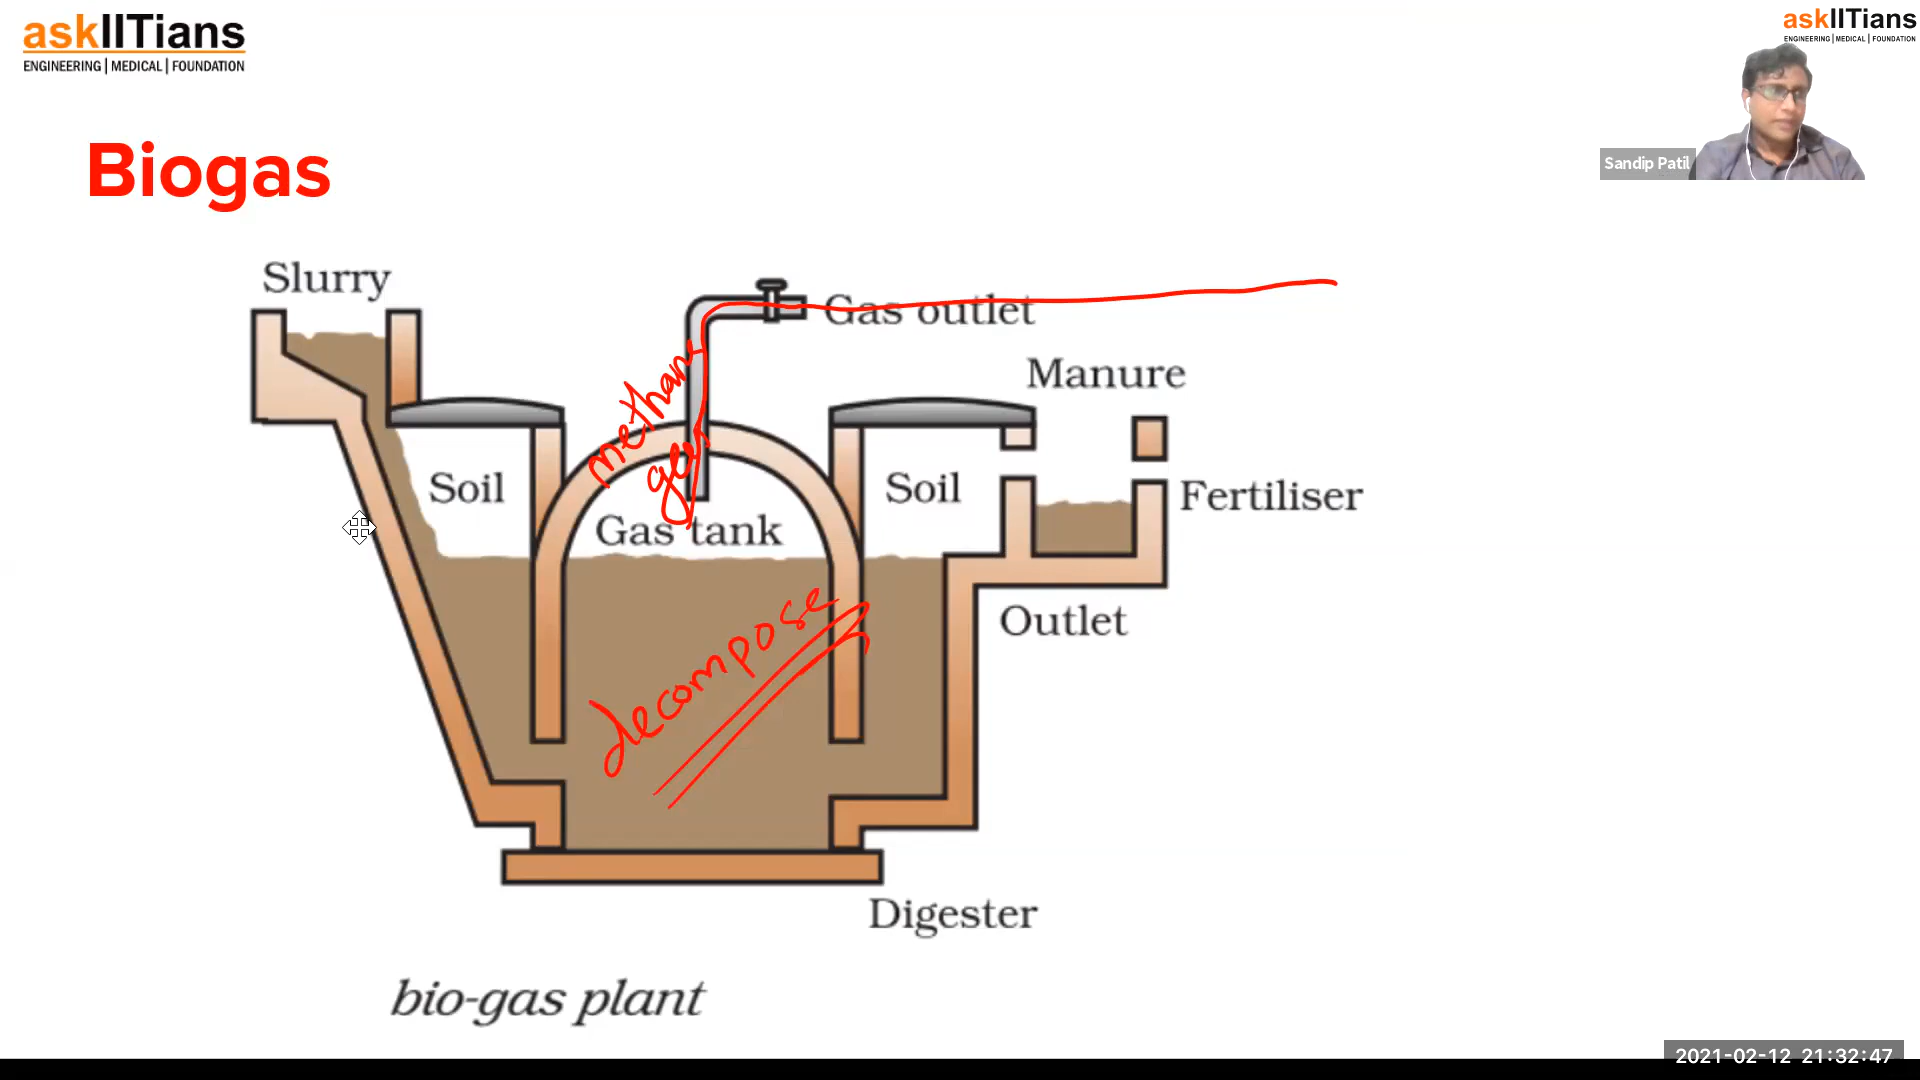 askIITians
ENGINEERING | MEDICAL | FOUNDATION
askIITians
ENGINEERING | MEDICAL | FOUNDATION
Sandip Patil
Biogas
Slurry
Gas outlet
Manure
methan
gas
Soil
Soil
Fertiliser
Gas tank
decompose
Outlet
Digester
bio-gas plant
2021-02-12 21:32:47